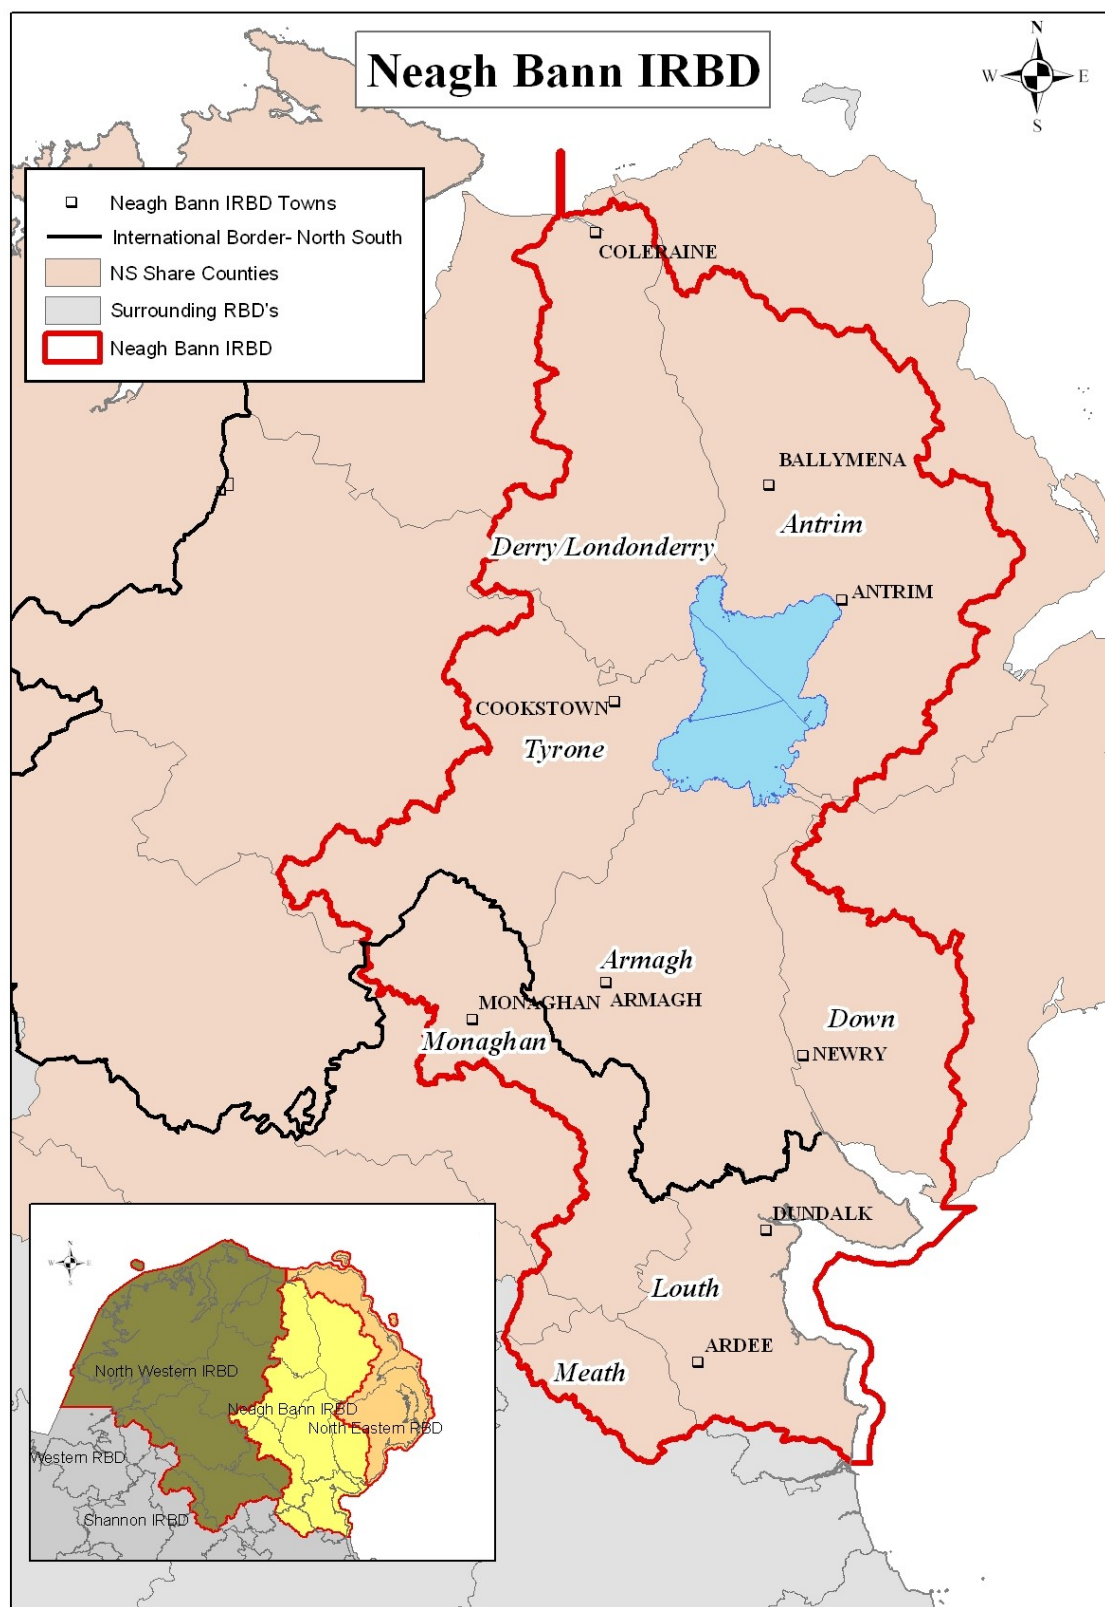 Neagh Bann IRBD
N
W E
S
Neagh Bann IRBD Towns
International Border- North South
NS Share Counties
Surrounding RBD's
Neagh Bann IRBD
COLERAINE
BALLYMENA
Antrim
Derry/Londonderry
ANTRIM
COOKSTOWN
Tyrone
Armagh
MONAGHAN
ARMAGH
Down
Monaghan
NEWRY
DUNDALK
Louth
ARDEE
Meath
N
W E
S
North Western IRBD
Neagh Bann IRBD
North Eastern RBD
Western RBD
Shannon IRBD